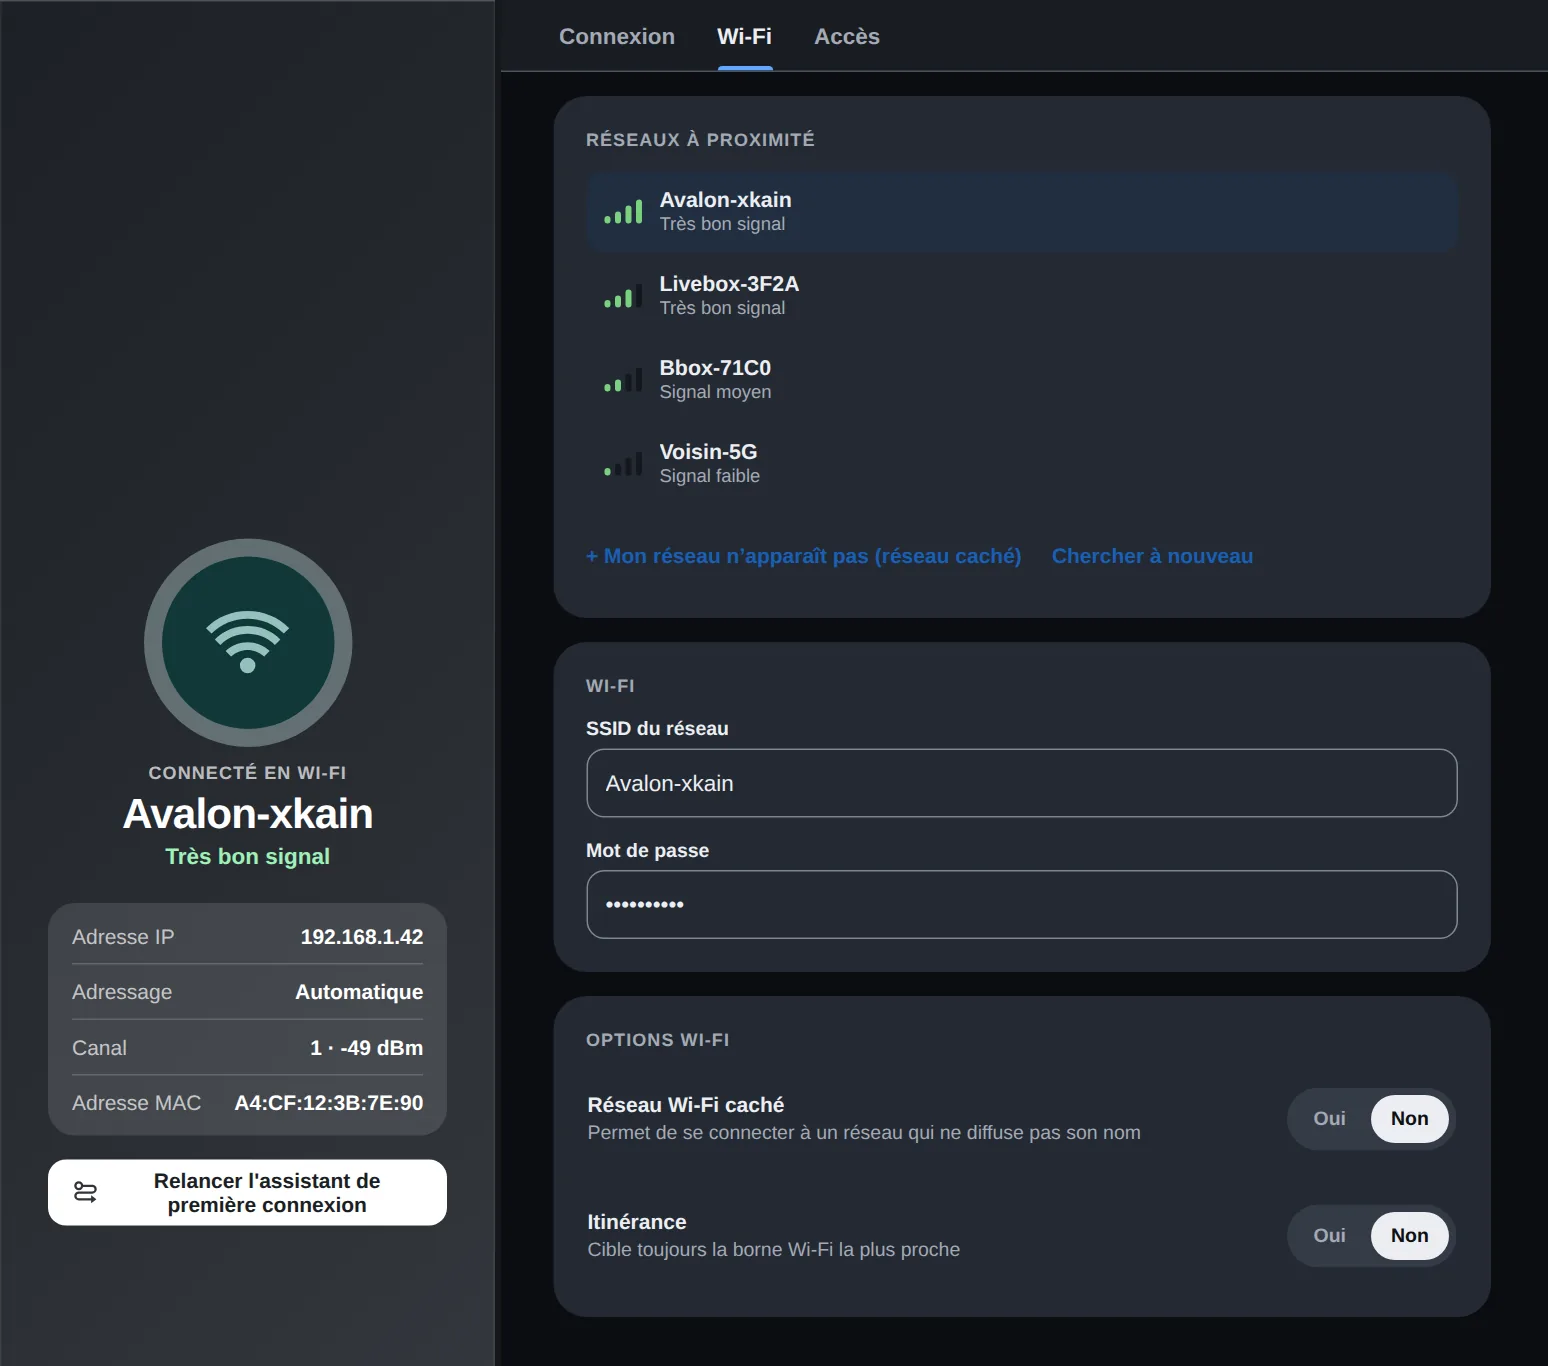 Connexion
Wi-Fi
Accès
RÉSEAUX À PROXIMITÉ
Avalon-xkain
Très bon signal
Livebox-3F2A
Très bon signal
Bbox-71C0
Signal moyen
Voisin-5G
Signal faible
+ Mon réseau n’apparaît pas (réseau caché)
Chercher à nouveau
CONNECTÉ EN WI-FI
Avalon-xkain
Très bon signal
Adresse IP 192.168.1.42
Adressage Automatique
Canal 1 · -49 dBm
Adresse MAC A4:CF:12:3B:7E:90
Relancer l'assistant de
première connexion
WI-FI
SSID du réseau
Avalon-xkain
Mot de passe
••••••••••
OPTIONS WI-FI
Réseau Wi-Fi caché
Permet de se connecter à un réseau qui ne diffuse pas son nom
Oui Non
Itinérance
Cible toujours la borne Wi-Fi la plus proche
Oui Non